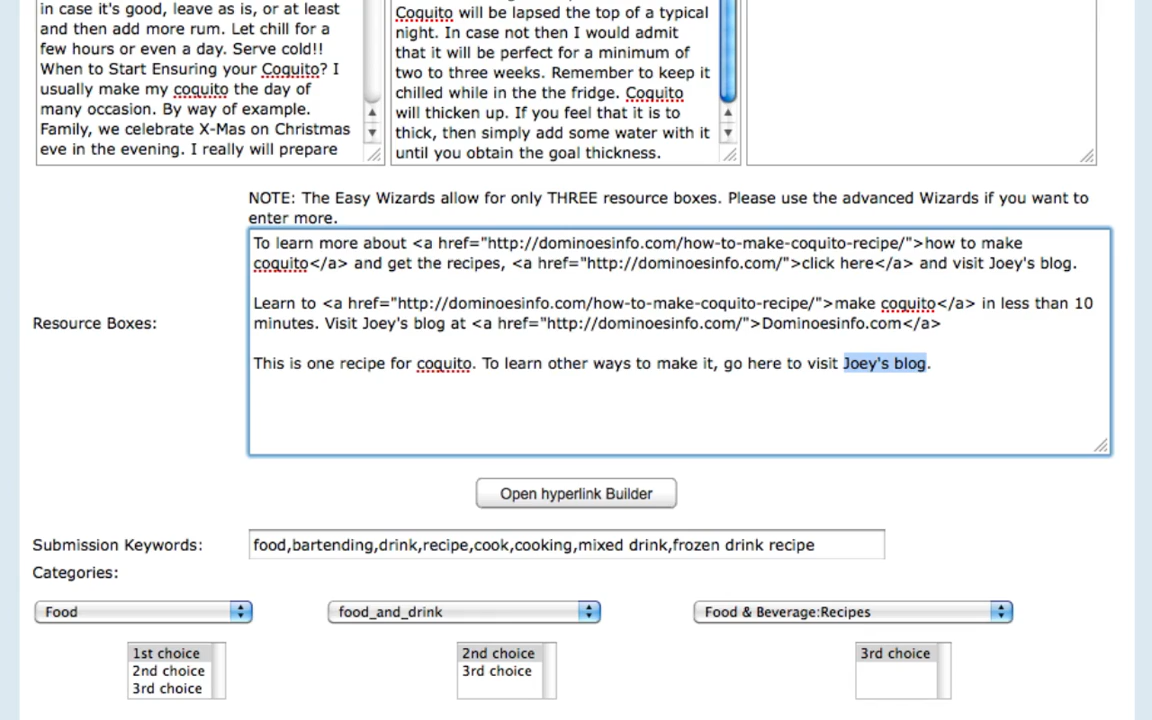 in case it's good, leave as is, or at least
and then add more rum. Let chill for a
few hours or even a day. Serve cold!!
When to Start Ensuring your Coquito? I
usually make my coquito the day of
many occasion. By way of example.
Family, we celebrate X-Mas on Christmas
eve in the evening. I really will prepare
Coquito will be lapsed the top of a typical
night. In case not then I would admit
that it will be perfect for a minimum of
two to three weeks. Remember to keep it
chilled while in the the fridge. Coquito
will thicken up. If you feel that it is to
thick, then simply add some water with it
until you obtain the goal thickness.
NOTE: The Easy Wizards allow for only THREE resource boxes. Please use the advanced Wizards if you want to
enter more.
Resource Boxes:
To learn more about <a href="http://dominoesinfo.com/how-to-make-coquito-recipe/">how to make
coquito</a> and get the recipes, <a href="http://dominoesinfo.com/">click here</a> and visit Joey's blog.
Learn to <a href="http://dominoesinfo.com/how-to-make-coquito-recipe/">make coquito</a> in less than 10
minutes. Visit Joey's blog at <a href="http://dominoesinfo.com/">Dominoesinfo.com</a>
This is one recipe for coquito. To learn other ways to make it, go here to visit Joey's blog.
Open hyperlink Builder
Submission Keywords:
food,bartending,drink,recipe,cook,cooking,mixed drink,frozen drink recipe
Categories:
Food
food_and_drink
Food & Beverage:Recipes
1st choice
2nd choice
3rd choice
2nd choice
3rd choice
3rd choice